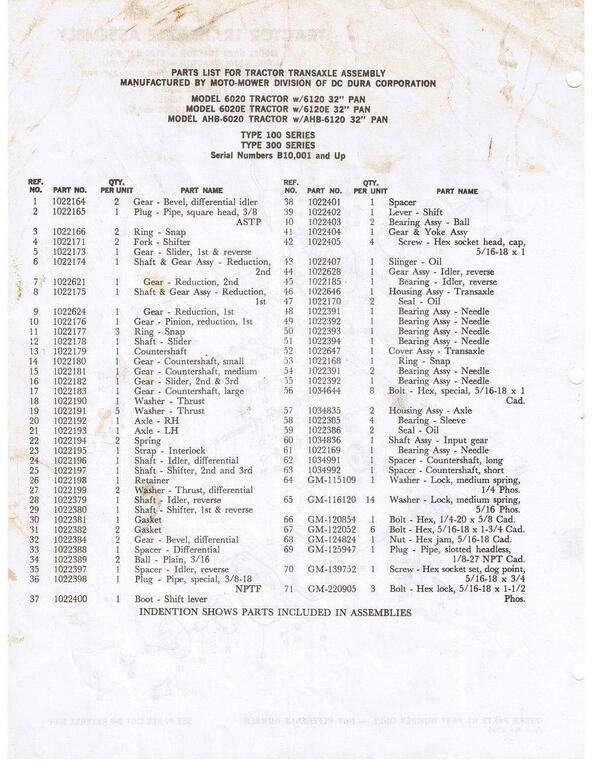 PARTS LIST FOR TRACTOR TRANSAXLE ASSEMBLY
MANUFACTURED BY MOTO-MOWER DIVISION OF DC DURA CORPORATION
MODEL 6020 TRACTOR w/6120 32" PAN
MODEL 6020E TRACTOR w/6120E 32" PAN
MODEL AHB-6020 TRACTOR w/AHB-6120 32" PAN
TYPE 100 SERIES
TYPE 300 SERIES
Serial Numbers B10,001 and Up
REF. NO. PART NO. QTY. PER UNIT PART NAME
1 1022164 2 Gear - Bevel, differential idler
2 1022165 1 Plug - Pipe, square head, 3/8
ASTP
3 1022166 2 Ring - Snap
4 1022171 2 Fork - Shifter
5 1022173 1 Gear - Slider, 1st & reverse
6 1022174 1 Shaft & Gear Assy - Reduction,
2nd
7 1022621 1 Gear - Reduction, 2nd
8 1022175 1 Shaft & Gear Assy - Reduction,
1st
9 1022624 1 Gear - Reduction, 1st
10 1022176 1 Gear - Pinion, reduction, 1st
11 1022177 3 Ring - Snap
12 1022178 1 Shaft - Slider
13 1022179 1 Countershaft
14 1022180 1 Gear - Countershaft, small
15 1022181 1 Gear - Countershaft, medium
16 1022182 1 Gear - Slider, 2nd & 3rd
17 1022183 1 Gear - Countershaft, large
18 1022190 1 Washer - Thrust
19 1022191 5 Washer - Thrust
20 1022192 1 Axle - RH
21 1022193 1 Axle - LH
22 1022194 2 Spring
23 1022195 1 Strap - Interlock
24 1022196 1 Shaft - Idler, differential
25 1022197 1 Shaft - Shifter, 2nd and 3rd
26 1022198 1 Retainer
27 1022199 2 Washer - Thrust, differential
28 1022379 1 Shaft - Idler, reverse
29 1022380 1 Shaft - Shifter, 1st & reverse
30 1022381 1 Gasket
31 1022382 2 Gasket
32 1022384 2 Gear - Bevel, differential
33 1022388 1 Spacer - Differential
34 1022389 2 Ball - Plain, 3/16
35 1022397 1 Spacer - Idler, reverse
36 1022398 1 Plug - Pipe, special, 3/8-18
NPTF
37 1022400 1 Boot - Shift lever
REF. NO. PART NO. QTY. PER UNIT PART NAME
38 1022401 1 Spacer
39 1022402 1 Lever - Shift
40 1022403 2 Bearing Assy - Ball
41 1022404 1 Gear & Yoke Assy
42 1022405 4 Screw - Hex socket head, cap,
5/16-18 x 1
43 1022407 1 Slinger - Oil
44 1022628 1 Gear Assy - Idler, reverse
45 1022185 1 Bearing - Idler, reverse
46 1022646 1 Housing Assy - Transaxle
47 1022170 2 Seal - Oil
48 1022391 1 Bearing Assy - Needle
49 1022392 1 Bearing Assy - Needle
50 1022393 1 Bearing Assy - Needle
51 1022394 1 Bearing Assy - Needle
52 1022647 1 Cover Assy - Transaxle
53 1022168 1 Ring - Snap
54 1022391 2 Bearing Assy - Needle
55 1022392 1 Bearing Assy - Needle
56 1034644 8 Bolt - Hex, special, 5/16-18 x 1
Cad.
57 1034835 2 Housing Assy - Axle
58 1022385 4 Bearing - Sleeve
59 1022386 2 Seal - Oil
60 1034836 1 Shaft Assy - Input gear
61 1022169 1 Bearing Assy - Needle
62 1034991 1 Spacer - Countershaft, long
63 1034992 1 Spacer - Countershaft, short
64 GM-115109 1 Washer - Lock, medium spring,
1/4 Phos.
65 GM-116120 14 Washer - Lock, medium spring,
5/16 Phos.
66 GM-120854 1 Bolt - Hex, 1/4-20 x 5/8 Cad.
67 GM-122052 6 Bolt - Hex, 5/16-18 x 1-3/4 Cad.
68 GM-124824 1 Nut - Hex jam, 5/16-18 Cad.
69 GM-125947 1 Plug - Pipe, slotted headless,
1/8-27 NPT Cad.
70 GM-139752 1 Screw - Hex socket set, dog point,
5/16-18 x 3/4
71 GM-220905 3 Bolt - Hex lock, 5/16-18 x 1-1/2
Phos.
INDENTION SHOWS PARTS INCLUDED IN ASSEMBLIES